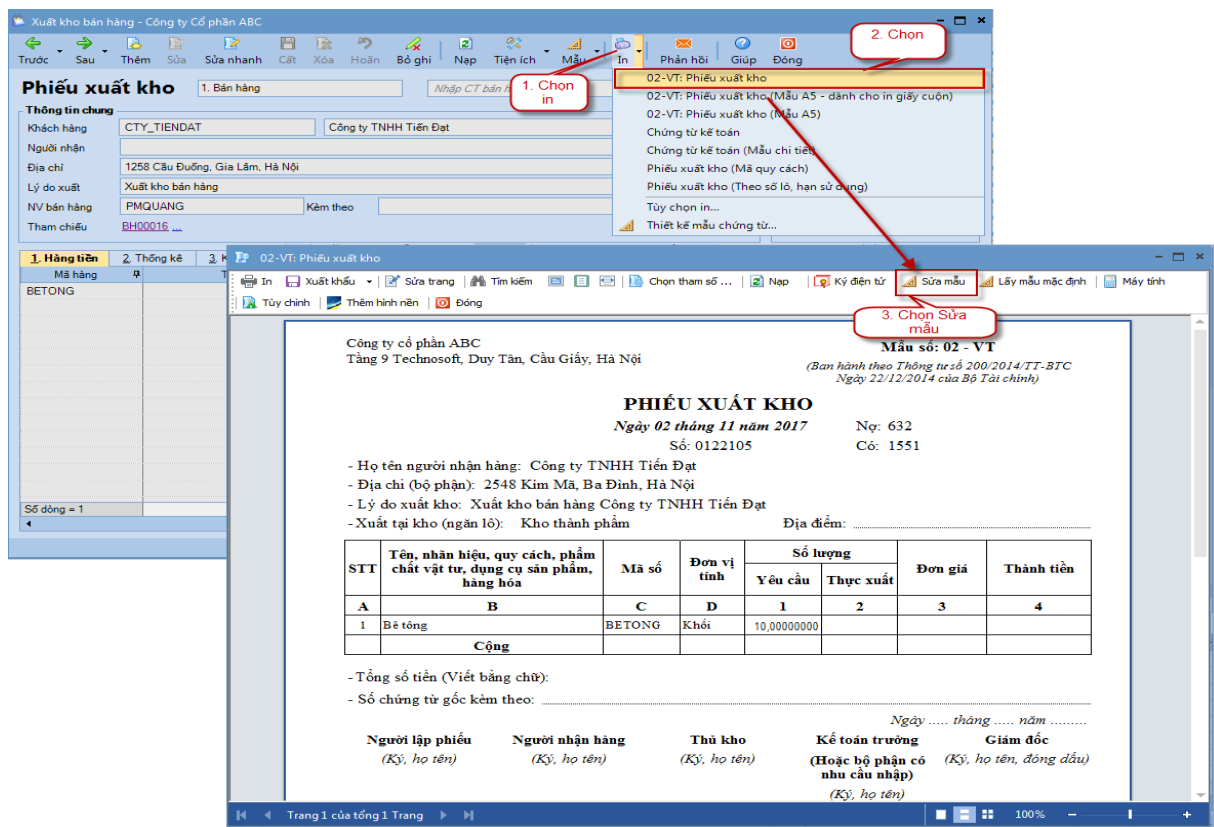 Xuất kho bán hàng - Công ty Cổ phần ABC
Trước Sau Thêm Sửa Sửa nhanh Cất Xóa Hoãn Bỏ ghi Nạp Tiện ích Mẫu In Phản hồi Giúp Đóng
2. Chọn
1. Chọn in
Phiếu xuất kho
1. Bán hàng
Nhập CT bán
02-VT: Phiếu xuất kho
02-VT: Phiếu xuất kho (Mẫu A5 - dành cho in giấy cuộn)
02-VT: Phiếu xuất kho (Mẫu A5)
Chứng từ kế toán
Chứng từ kế toán (Mẫu chi tiết)
Phiếu xuất kho (Mã quy cách)
Phiếu xuất kho (Theo số lô, hạn sử dụng)
Tùy chọn in...
Thiết kế mẫu chứng từ...
Thông tin chung
Khách hàng CTY_TIENDAT Công ty TNHH Tiến Đạt
Người nhận
Địa chỉ 1258 Cầu Đuống, Gia Lâm, Hà Nội
Lý do xuất Xuất kho bán hàng
NV bán hàng PMQUANG Kèm theo
Tham chiếu BH00016 ...
1. Hàng tiền 2. Thống kê 3. K
Mã hàng T
BETONG
Số dòng = 1
02-VT: Phiếu xuất kho
In Xuất khẩu Sửa trang Tìm kiếm Chọn tham số ... Nạp Ký điện tử Sửa mẫu Lấy mẫu mặc định Máy tính
Tùy chỉnh Thêm hình nền Đóng
3. Chọn Sửa mẫu
Công ty cổ phần ABC
Tầng 9 Technosoft, Duy Tân, Cầu Giấy, Hà Nội
Mẫu số: 02 - VT
(Ban hành theo Thông tư số 200/2014/TT-BTC
Ngày 22/12/2014 của Bộ Tài chính)
PHIẾU XUẤT KHO
Ngày 02 tháng 11 năm 2017 Nợ: 632
Số: 0122105 Có: 1551
- Họ tên người nhận hàng: Công ty TNHH Tiến Đạt
- Địa chỉ (bộ phận): 2548 Kim Mã, Ba Đình, Hà Nội
- Lý do xuất kho: Xuất kho bán hàng Công ty TNHH Tiến Đạt
- Xuất tại kho (ngăn lô): Kho thành phẩm Địa điểm:
STT Tên, nhãn hiệu, quy cách, phẩm chất vật tư, dụng cụ sản phẩm, hàng hóa Mã số Đơn vị tính Số lượng Đơn giá Thành tiền
Yêu cầu Thực xuất
A B C D 1 2 3 4
1 Bê tông BETONG Khối 10,00000000
Cộng
- Tổng số tiền (Viết bằng chữ):
- Số chứng từ gốc kèm theo:
Ngày ..... tháng ..... năm .........
Người lập phiếu Người nhận hàng Thủ kho Kế toán trưởng Giám đốc
(Ký, họ tên) (Ký, họ tên) (Ký, họ tên) (Hoặc bộ phận có nhu cầu nhập) (Ký, họ tên, đóng dấu)
(Ký, họ tên)
Trang 1 của tổng 1 Trang 100%